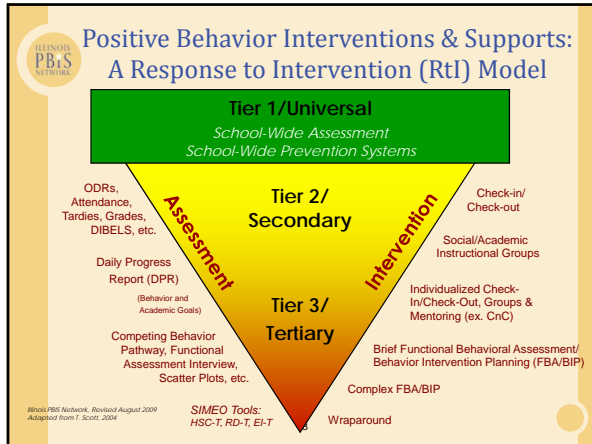 ILLINOIS
PBIS
NETWORK
Positive Behavior Interventions & Supports:
A Response to Intervention (RtI) Model
Tier 1/Universal
School-Wide Assessment
School-Wide Prevention Systems
Assessment
ODRs,
Attendance,
Tardies, Grades,
DIBELS, etc.
Daily Progress
Report (DPR)
(Behavior and
Academic Goals)
Competing Behavior
Pathway, Functional
Assessment Interview,
Scatter Plots, etc.
SIMEO Tools:
HSC-T, RD-T, EI-T
Tier 2/
Secondary
Tier 3/
Tertiary
Intervention
Check-in/
Check-out
Social/Academic
Instructional Groups
Individualized Check-
In/Check-Out, Groups &
Mentoring (ex. CnC)
Brief Functional Behavioral Assessment/
Behavior Intervention Planning (FBA/BIP)
Complex FBA/BIP
Wraparound
Illinois PBIS Network, Revised August 2009
Adapted from T. Scott, 2004